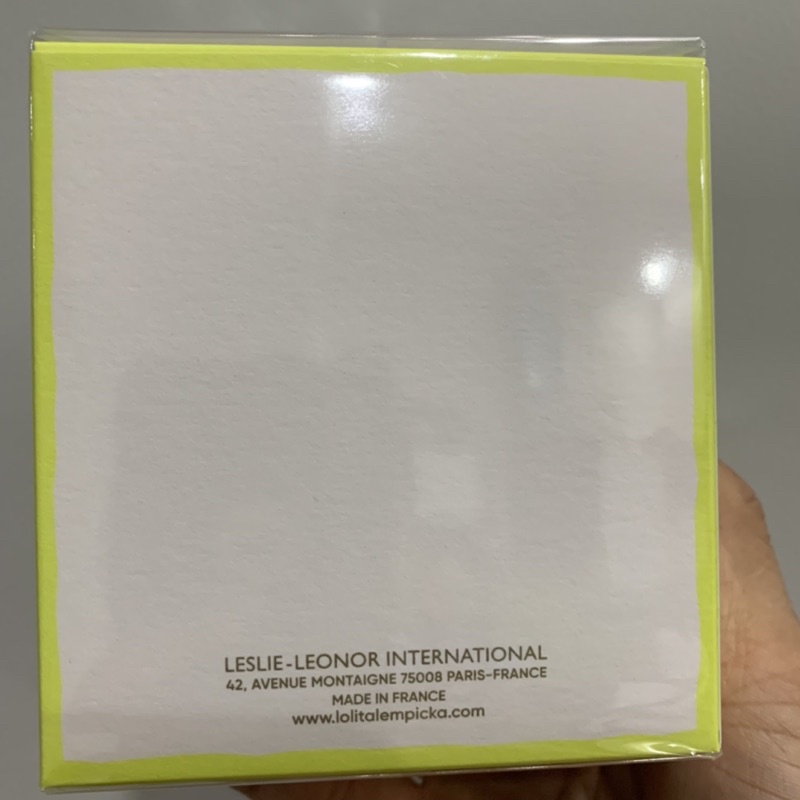 LESLIE-LEONOR INTERNATIONAL
42, AVENUE MONTAIGNE 75008 PARIS-FRANCE
MADE IN FRANCE
www.lolitalempicka.com